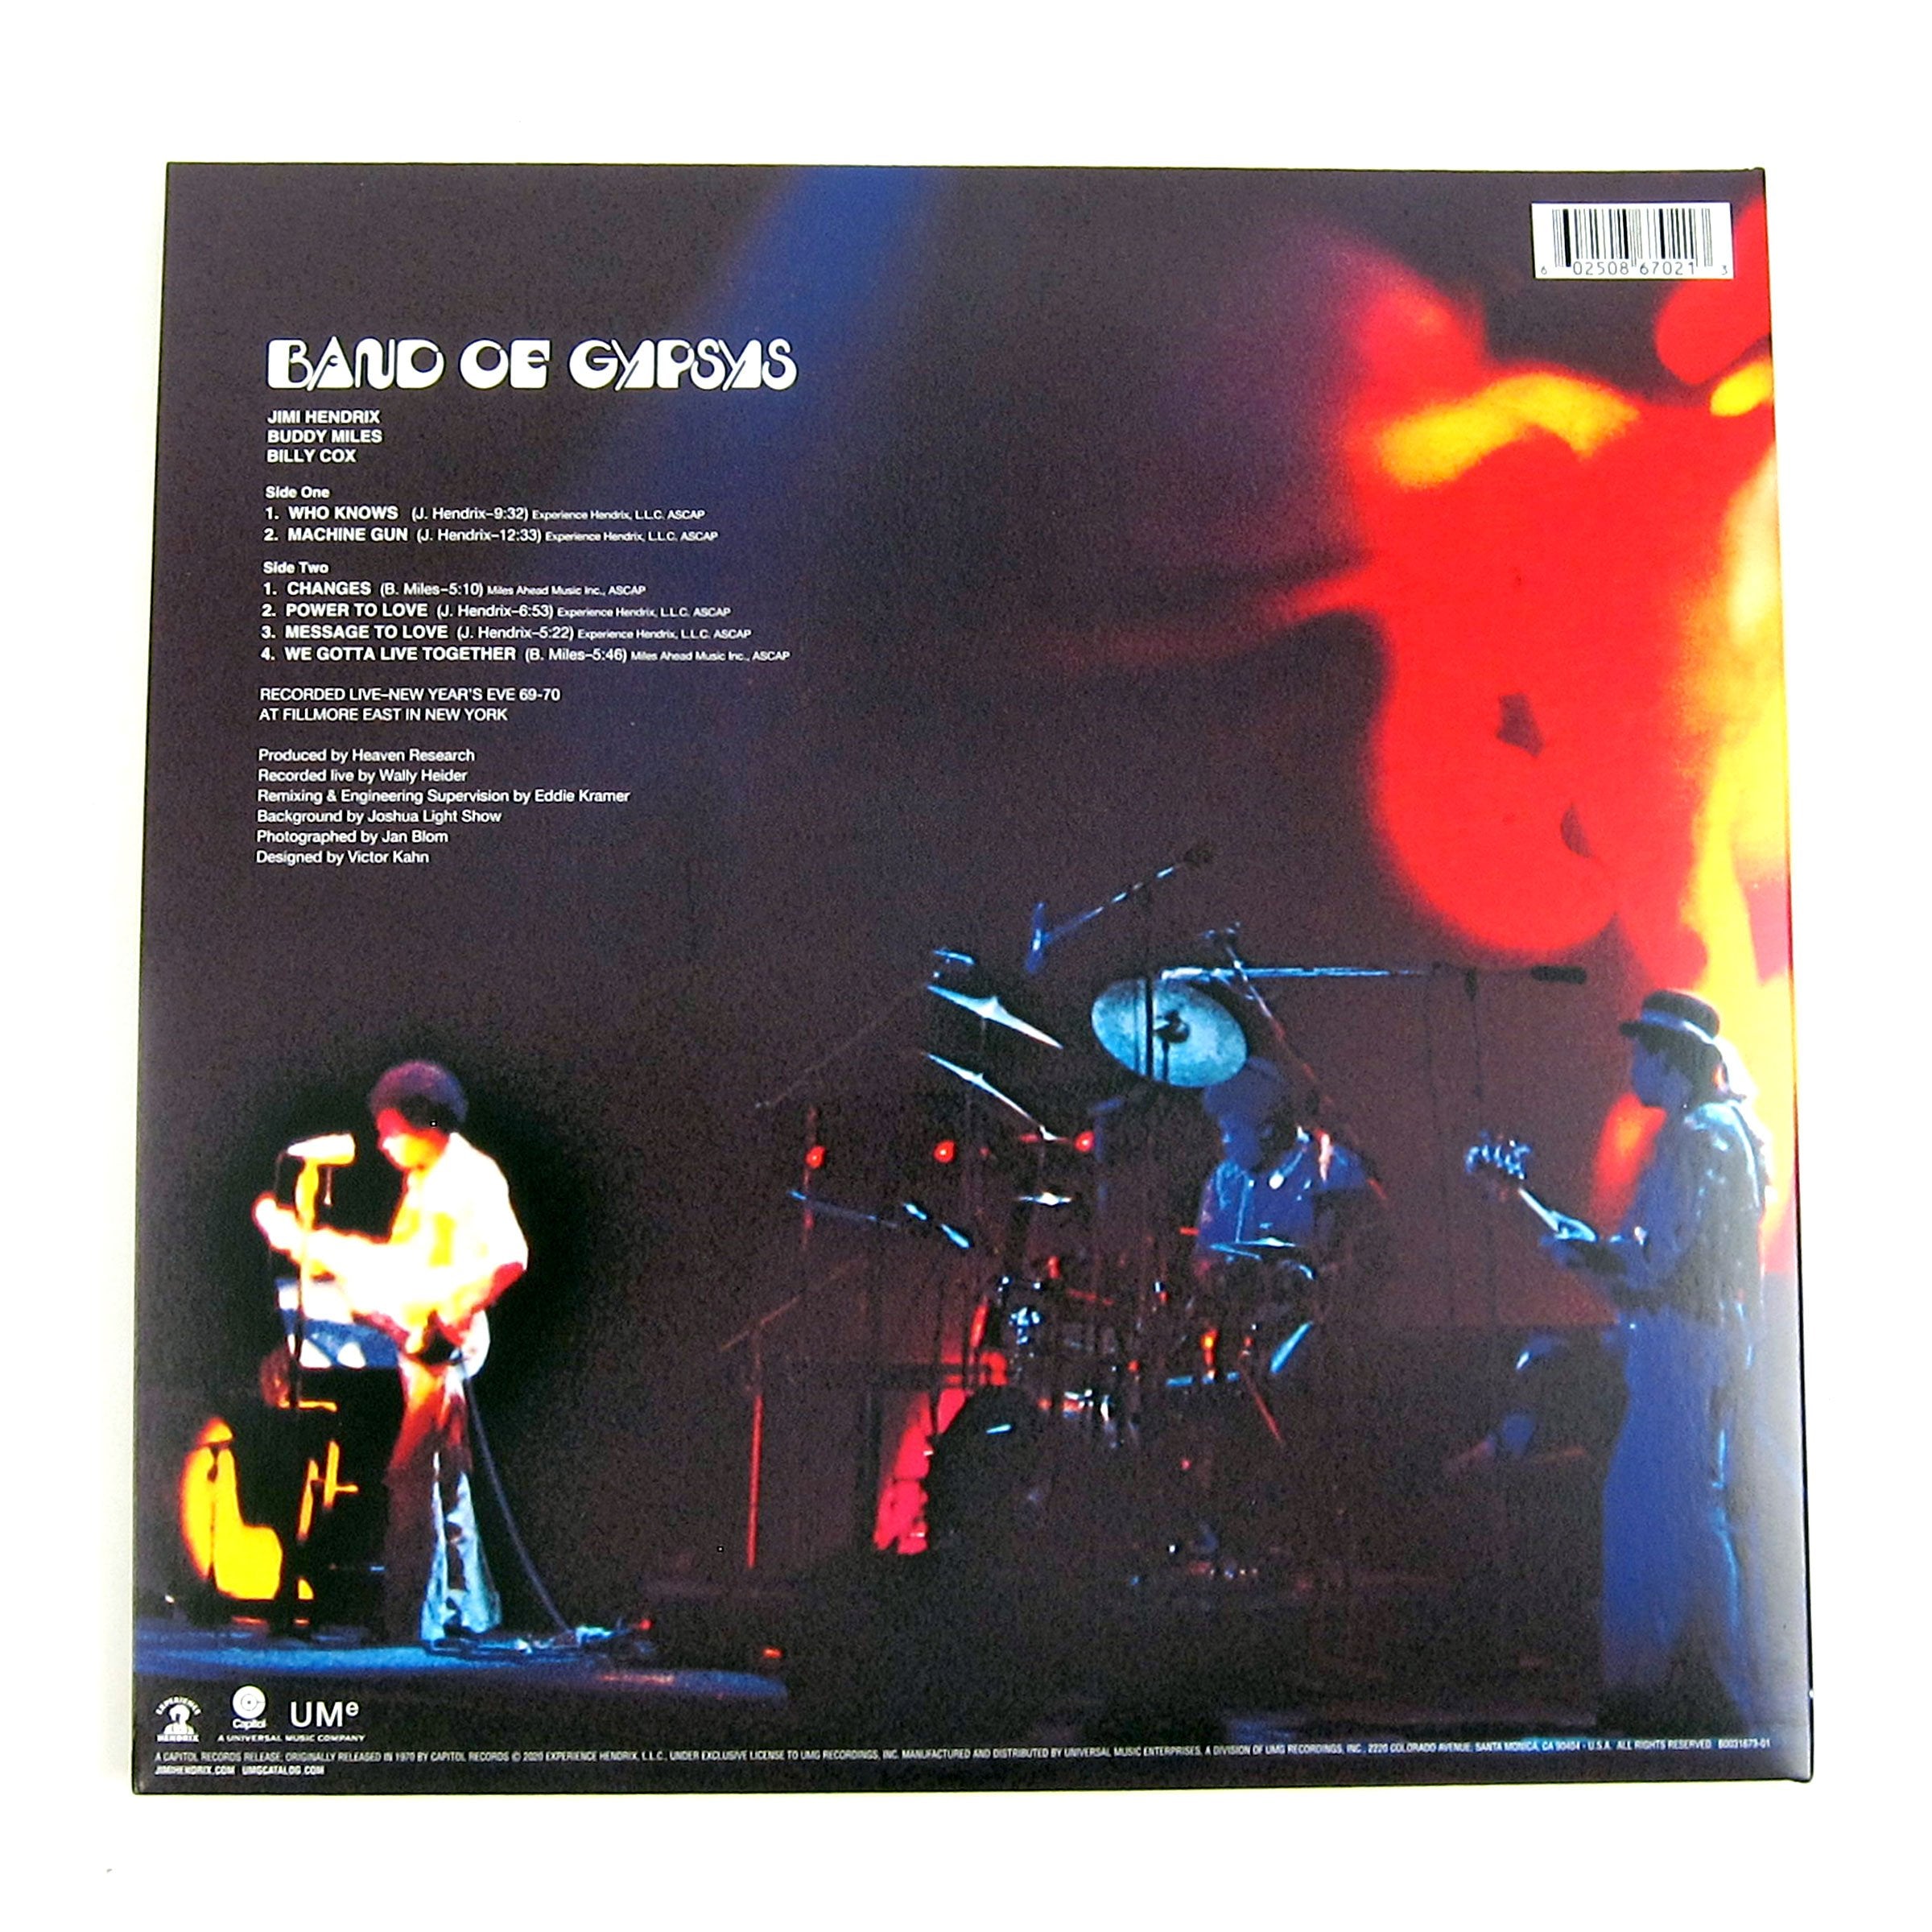 6 02508 67021 3
BAND OF GYPSYS
JIMI HENDRIX
BUDDY MILES
BILLY COX
Side One
1. WHO KNOWS (J. Hendrix–9:32) Experience Hendrix, L.L.C. ASCAP
2. MACHINE GUN (J. Hendrix–12:33) Experience Hendrix, L.L.C. ASCAP
Side Two
1. CHANGES (B. Miles–5:10) Miles Ahead Music Inc., ASCAP
2. POWER TO LOVE (J. Hendrix–6:53) Experience Hendrix, L.L.C. ASCAP
3. MESSAGE TO LOVE (J. Hendrix–5:22) Experience Hendrix, L.L.C. ASCAP
4. WE GOTTA LIVE TOGETHER (B. Miles–5:46) Miles Ahead Music Inc., ASCAP
RECORDED LIVE–NEW YEAR'S EVE 69-70
AT FILLMORE EAST IN NEW YORK
Produced by Heaven Research
Recorded live by Wally Heider
Remixing & Engineering Supervision by Eddie Kramer
Background by Joshua Light Show
Photographed by Jan Blom
Designed by Victor Kahn
EXPERIENCE HENDRIX
Capitol
UMe
A UNIVERSAL MUSIC COMPANY
A CAPITOL RECORDS RELEASE; ORIGINALLY RELEASED IN 1970 BY CAPITOL RECORDS © 2020 EXPERIENCE HENDRIX, L.L.C., UNDER EXCLUSIVE LICENSE TO UMG RECORDINGS, INC. MANUFACTURED AND DISTRIBUTED BY UNIVERSAL MUSIC ENTERPRISES, A DIVISION OF UMG RECORDINGS, INC., 2220 COLORADO AVENUE, SANTA MONICA, CA 90404 - U.S.A. ALL RIGHTS RESERVED. B0031673-01
JIMIHENDRIX.COM UMGCATALOG.COM